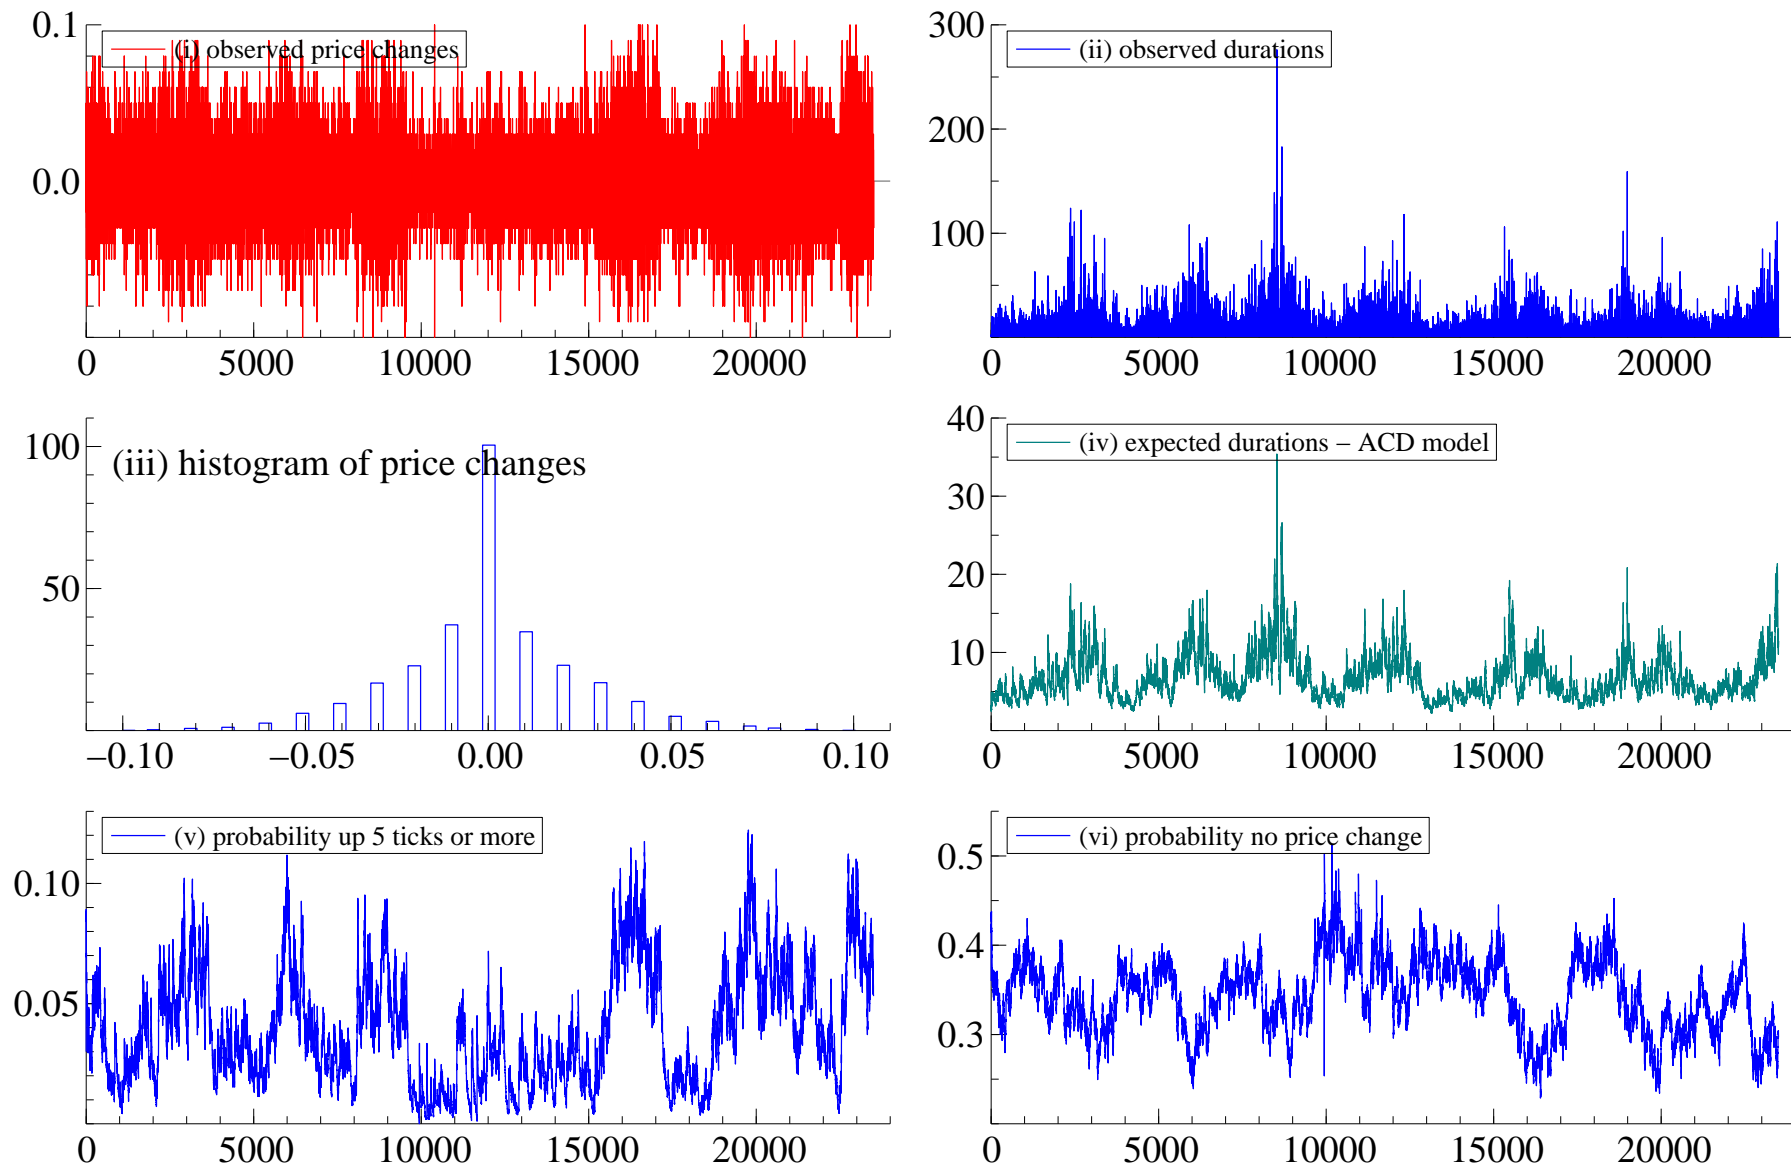 0.1
(i) observed price changes
0.0
0 5000 10000 15000 20000
300
(ii) observed durations
200
100
0 5000 10000 15000 20000
100
(iii) histogram of price changes
50
−0.10 −0.05 0.00 0.05 0.10
40
(iv) expected durations − ACD model
30
20
10
0 5000 10000 15000 20000
(v) probability up 5 ticks or more
0.10
0.05
0 5000 10000 15000 20000
(vi) probability no price change
0.5
0.4
0.3
0 5000 10000 15000 20000